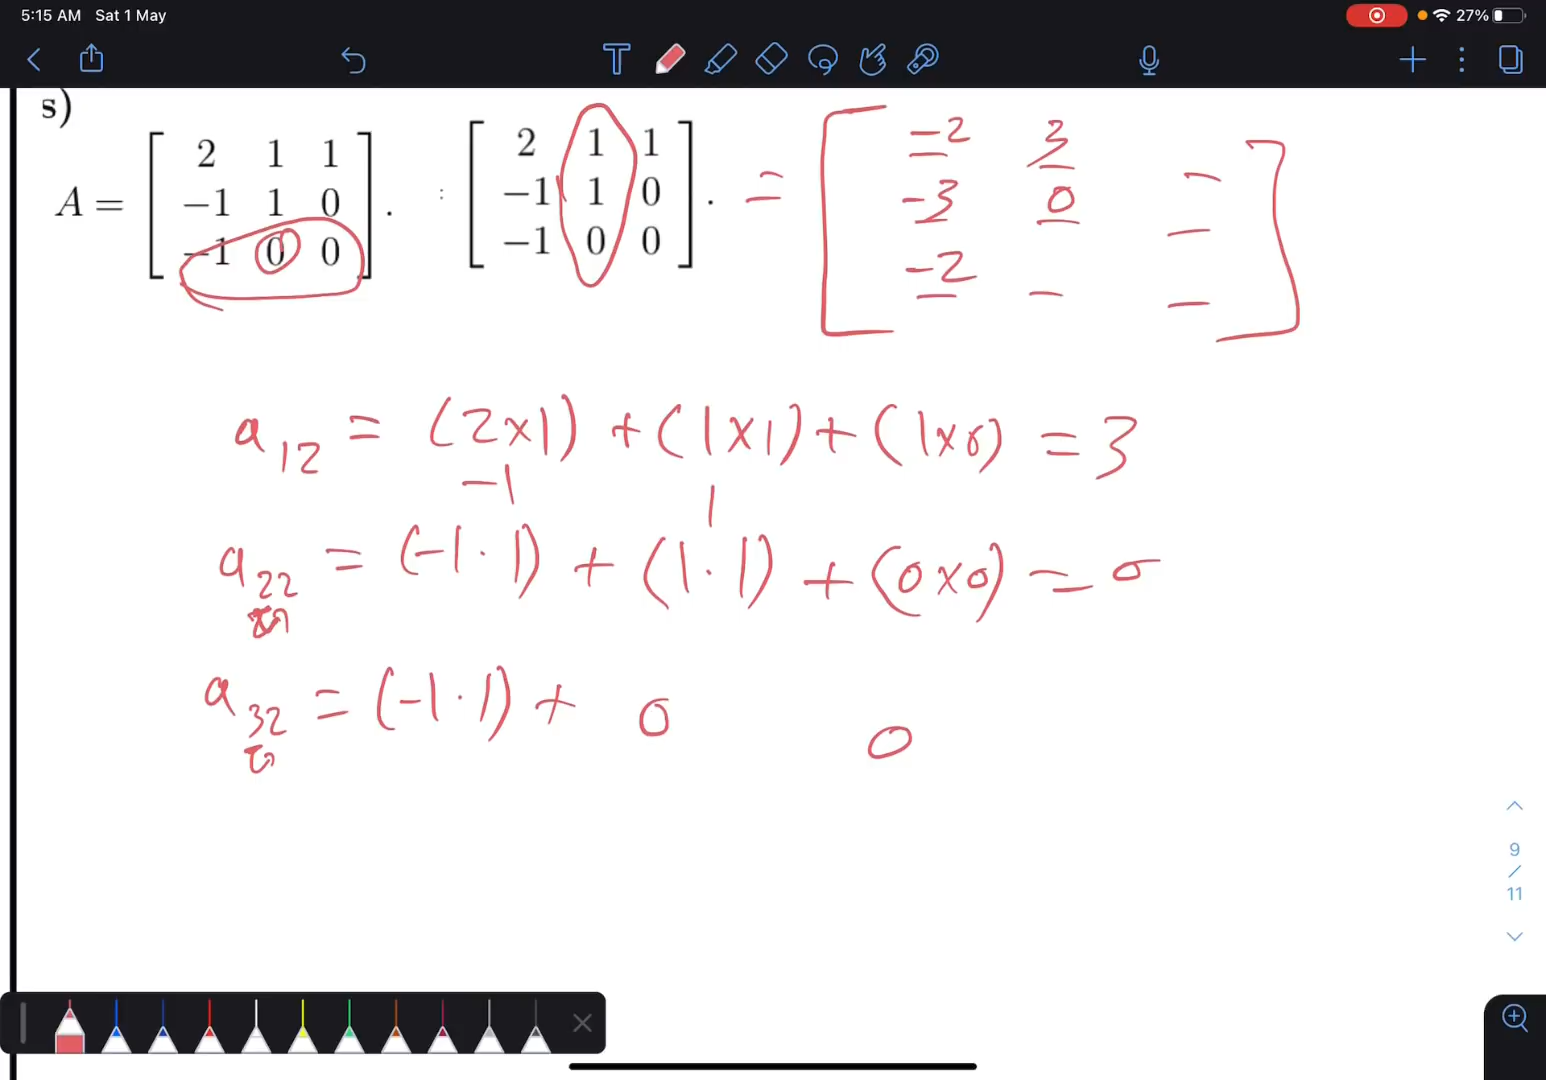 5:15 AM Sat 1 May
27%
s)
A = [ 2 1 1 ; −1 1 0 ; −1 0 0 ] . : [ 2 1 1 ; −1 1 0 ; −1 0 0 ] . = [ −2 3 – ; −3 0 – ; −2 – – ]
a12 = (2×1) + (1×1) + (1×0) = 3
−1 1
a22 = (−1·1) + (1·1) + (0×0) = 0
a32 = (−1·1) + 0 0
9
/
11